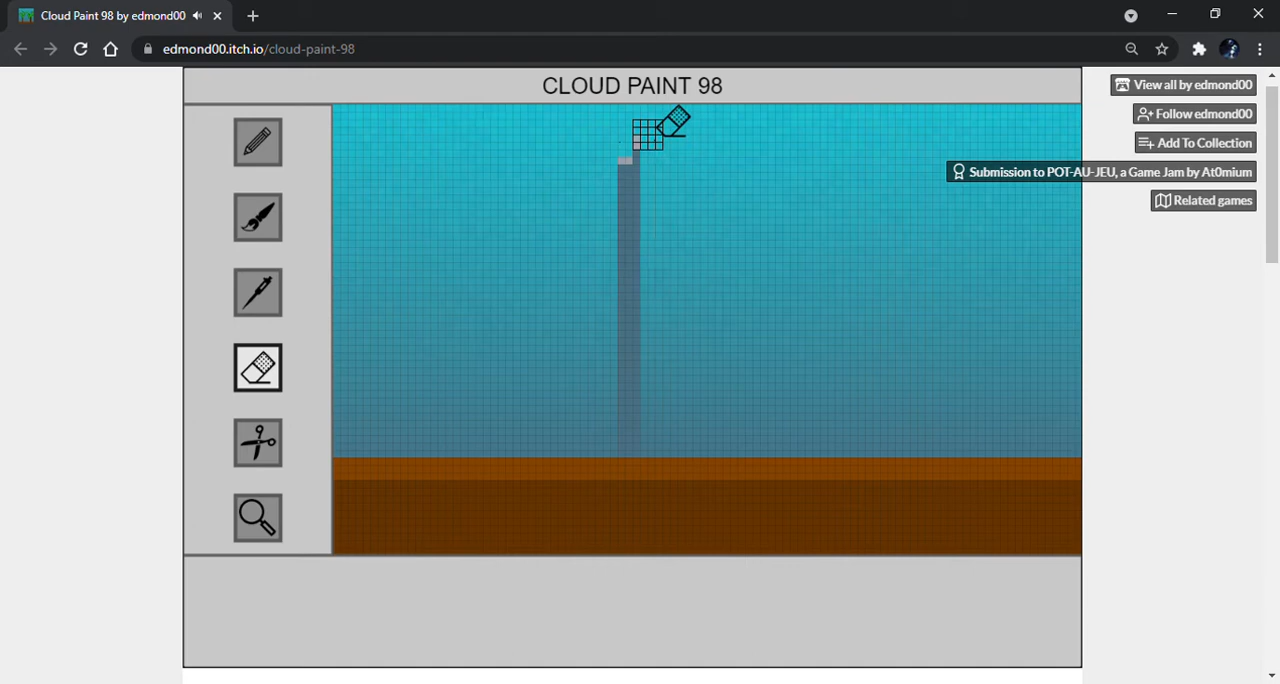 Cloud Paint 98 by edmond00
edmond00.itch.io/cloud-paint-98
CLOUD PAINT 98
View all by edmond00
Follow edmond00
Add To Collection
Submission to POT-AU-JEU, a Game Jam by At0mium
Related games